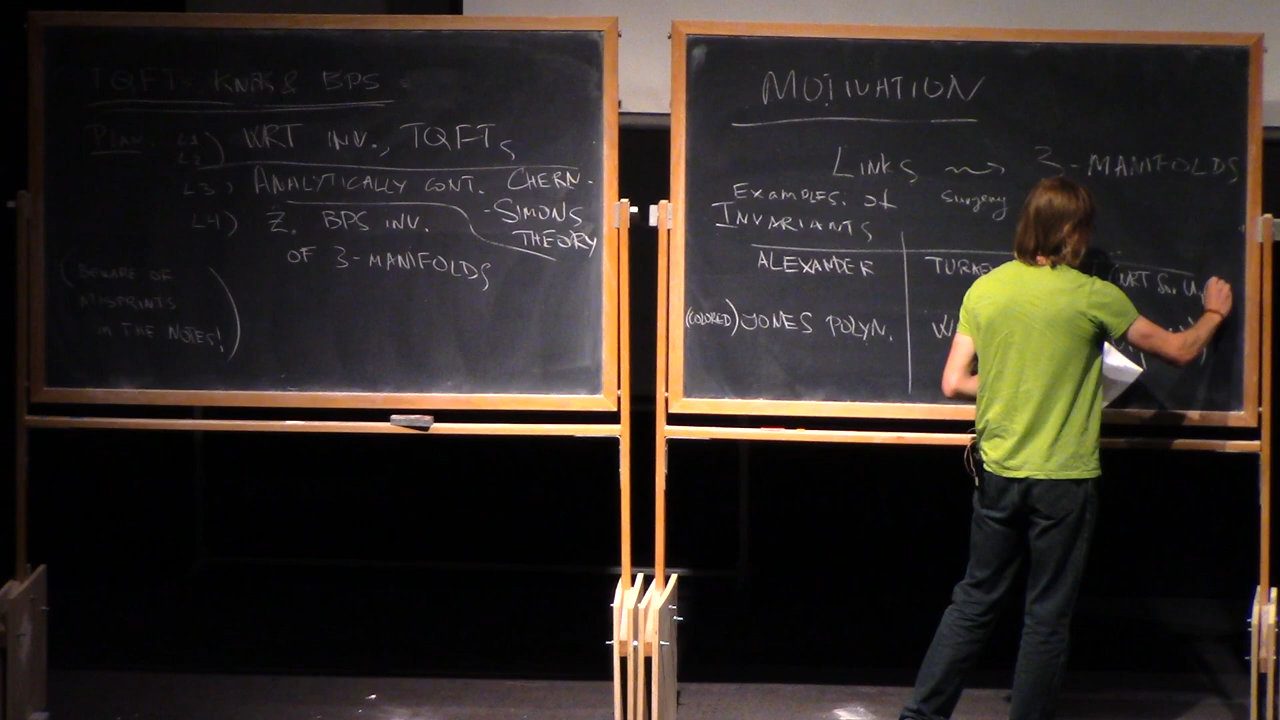 TQFT, KNOTS & BPS
PLAN L1
L2) WRT INV., TQFTs
L3) ANALYTICALLY CONT. CHERN-
-SIMONS
THEORY
L4) Z, BPS INV.
OF 3-MANIFOLDS
(BEWARE OF
MISPRINTS
IN THE NOTES!)
MOTIVATION
LINKS ⇝ 3-MANIFOLDS
surgery
EXAMPLES: of
INVARIANTS
ALEXANDER
(COLORED) JONES POLYN.
(WRT